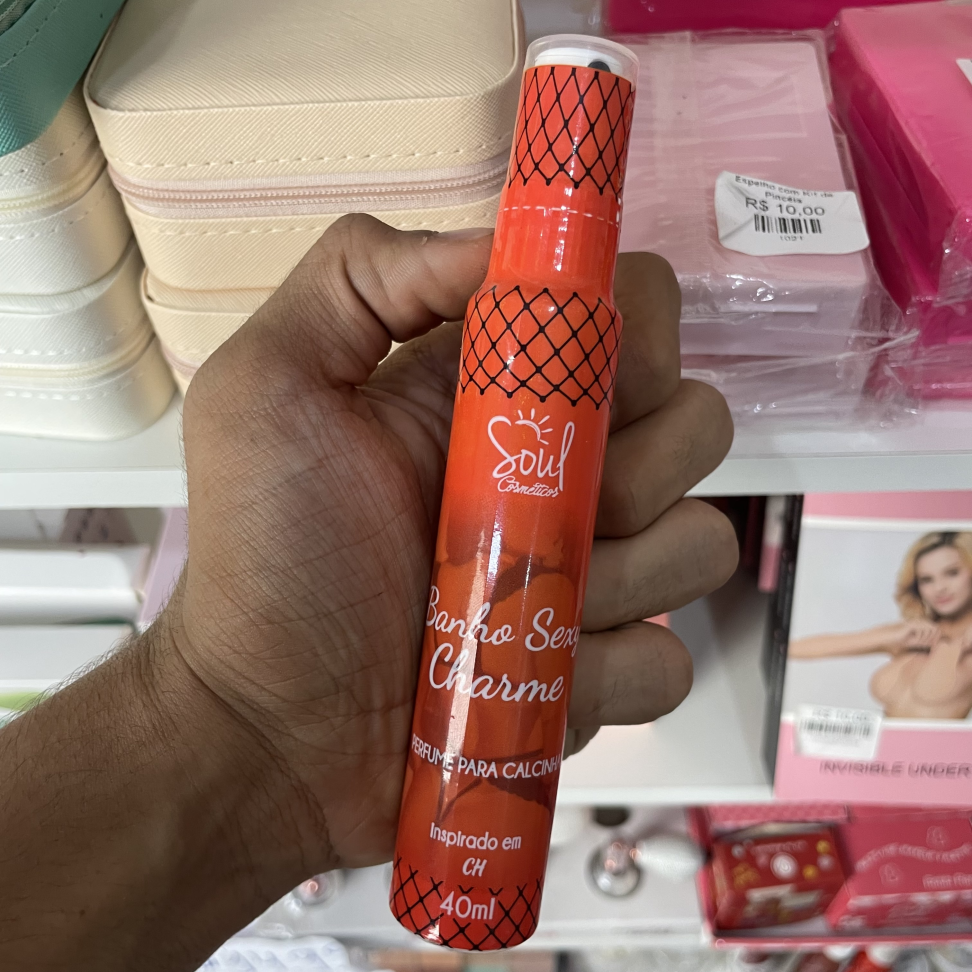 Espelho com Kit de
Pincéis
R$ 10,00
1091
Soul
Cosméticos
Banho Sexy
Charme
PERFUME PARA CALCINHA
Inspirado em
CH
40ml
INVISIBLE UNDER